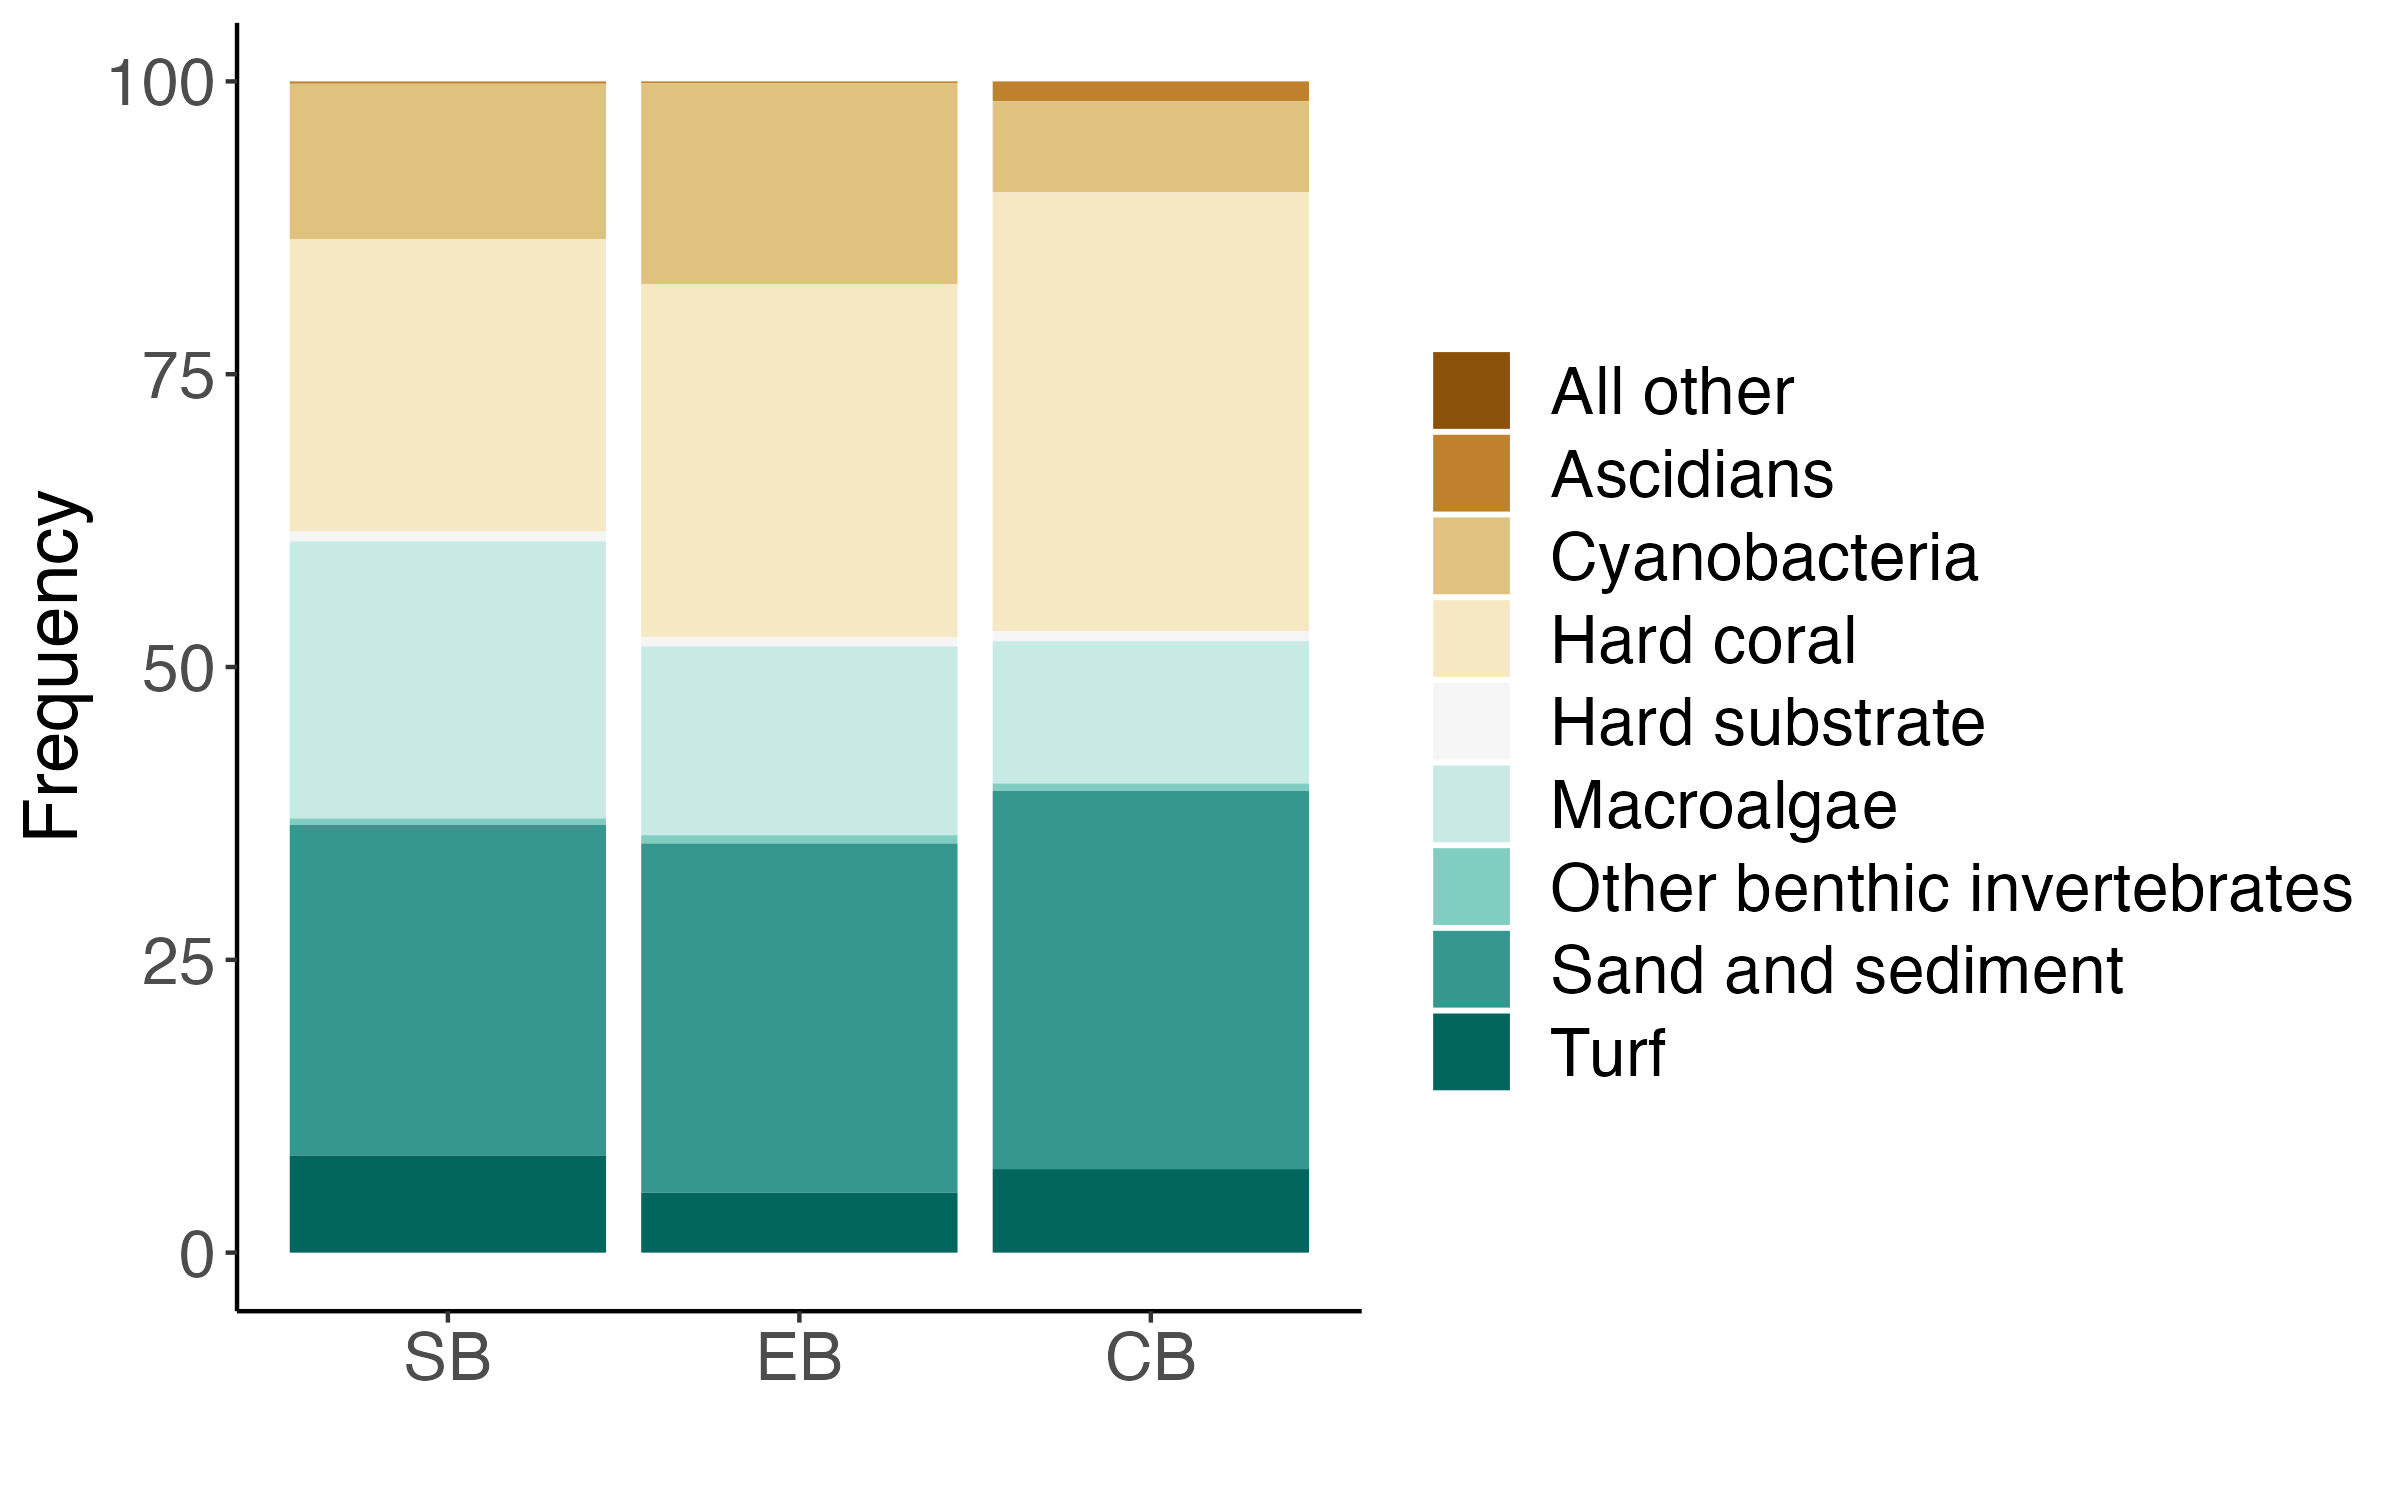 Frequency
100
75
50
25
0
SB
EB
CB
All other
Ascidians
Cyanobacteria
Hard coral
Hard substrate
Macroalgae
Other benthic invertebrates
Sand and sediment
Turf